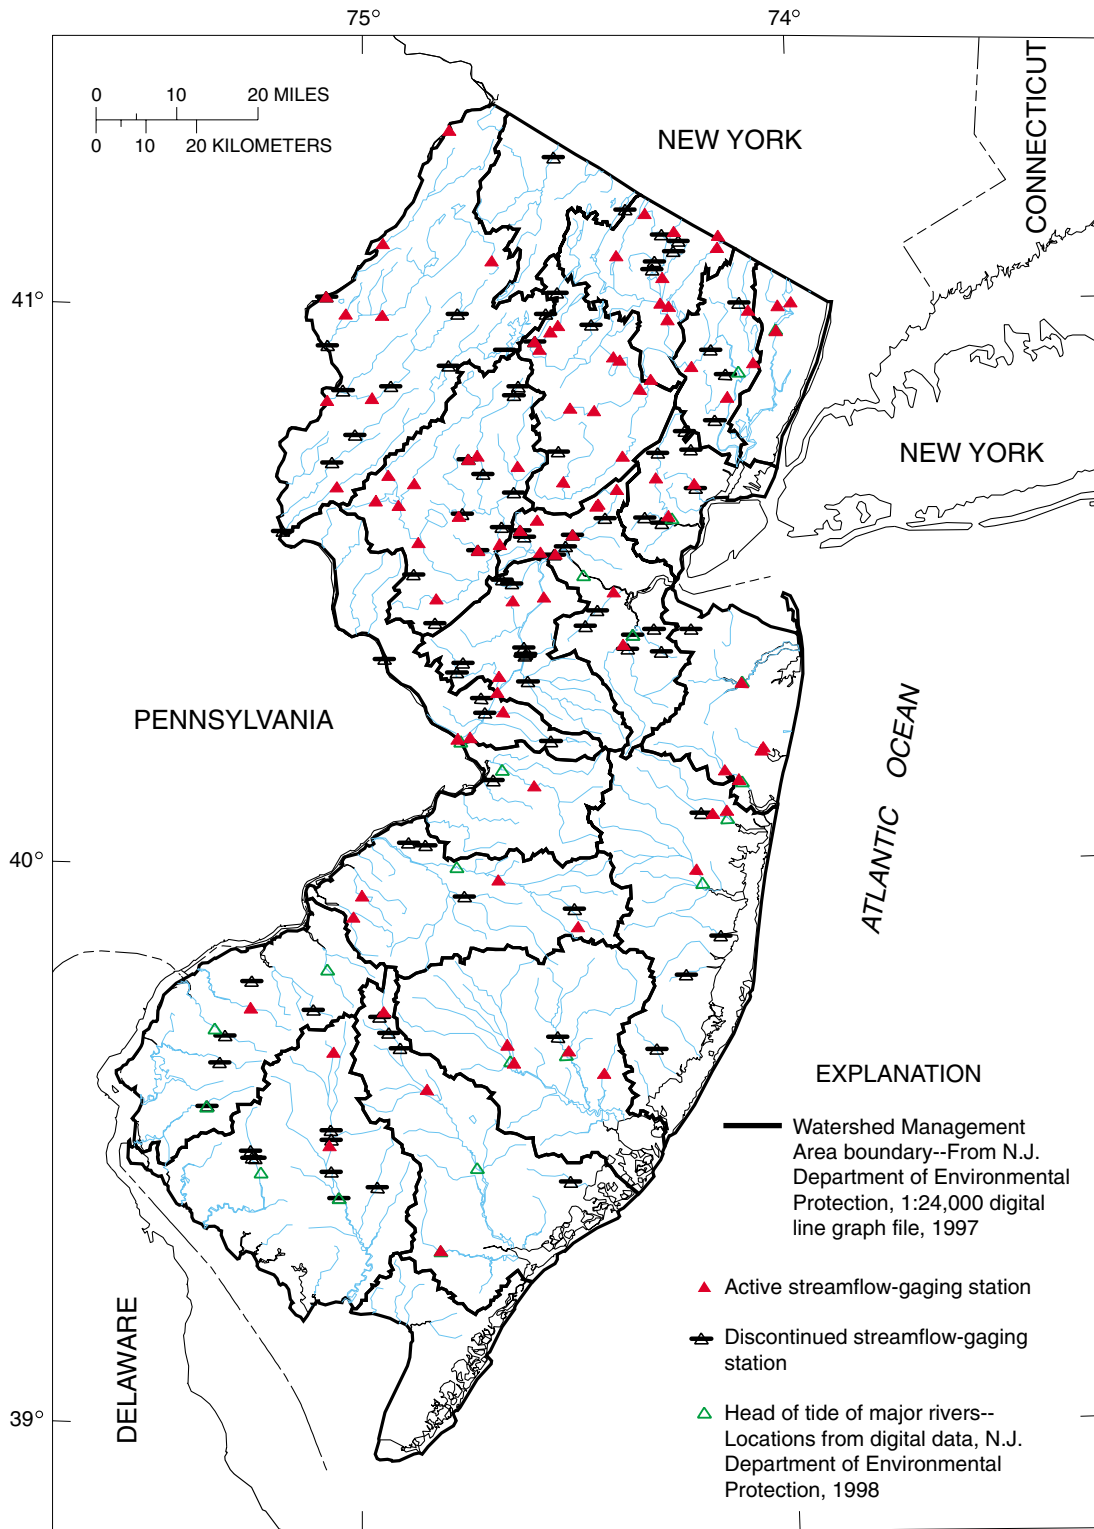 75° 74°
0 10 20 MILES
0 10 20 KILOMETERS
NEW YORK
CONNECTICUT
41°
NEW YORK
PENNSYLVANIA
ATLANTIC OCEAN
40°
EXPLANATION
Watershed Management
Area boundary--From N.J.
Department of Environmental
Protection, 1:24,000 digital
line graph file, 1997
Active streamflow-gaging station
Discontinued streamflow-gaging
station
Head of tide of major rivers--
Locations from digital data, N.J.
Department of Environmental
Protection, 1998
DELAWARE
39°